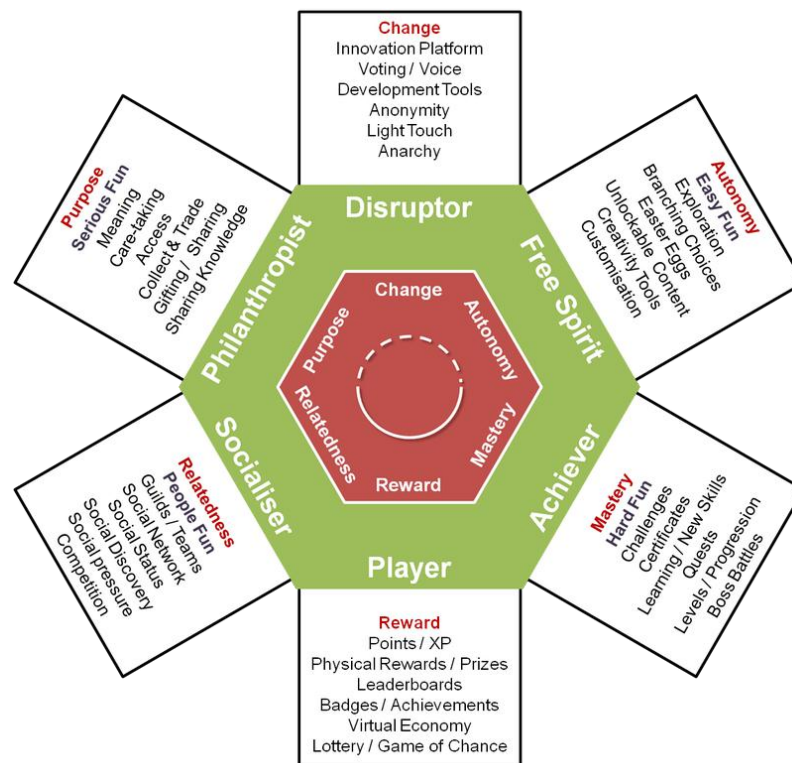 Change
Innovation Platform
Voting / Voice
Development Tools
Anonymity
Light Touch
Anarchy
Purpose
Serious Fun
Meaning
Care-taking
Access
Collect & Trade
Gifting / Sharing
Sharing Knowledge
Autonomy
Easy Fun
Exploration
Branching Choices
Easter Eggs
Unlockable Content
Creativity Tools
Customisation
Disruptor
Philanthropist
Free Spirit
Change
Purpose
Autonomy
Relatedness
Mastery
Reward
Socialiser
Achiever
Player
Relatedness
People Fun
Guilds / Teams
Social Network
Social Status
Social Discovery
Social pressure
Competition
Mastery
Hard Fun
Challenges
Certificates
Learning / New Skills
Quests
Levels / Progression
Boss Battles
Reward
Points / XP
Physical Rewards / Prizes
Leaderboards
Badges / Achievements
Virtual Economy
Lottery / Game of Chance